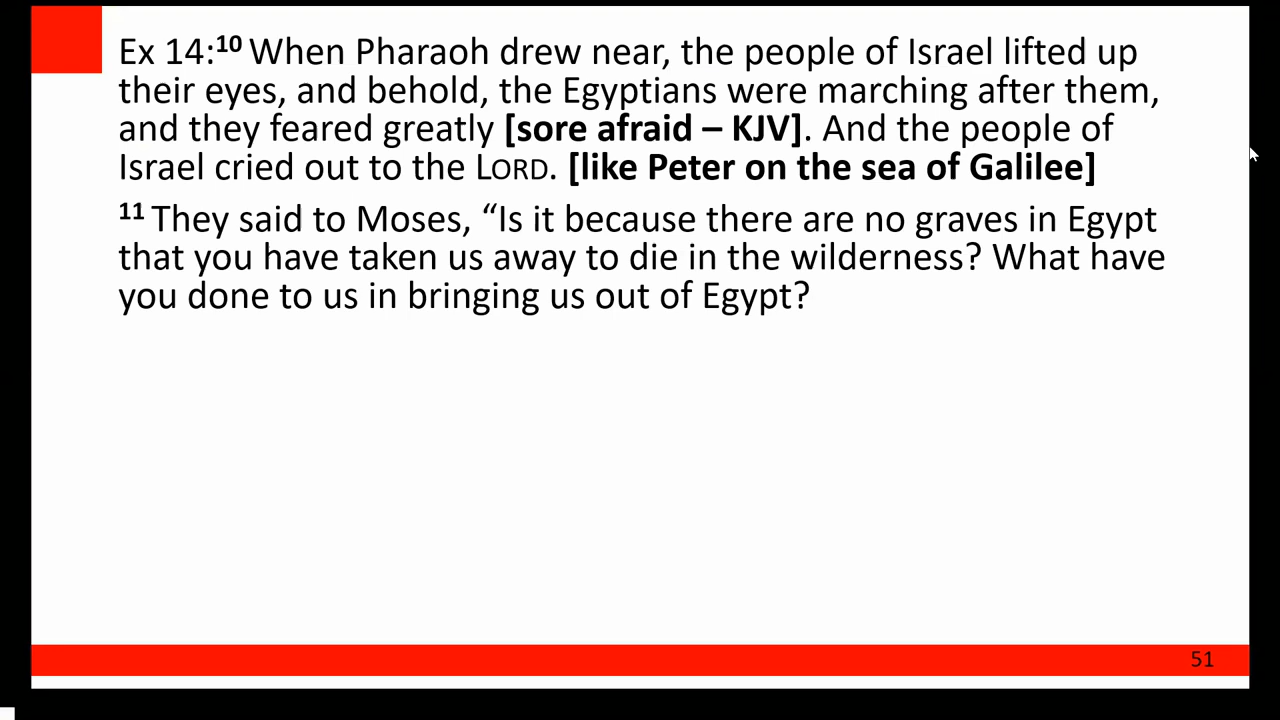 Ex 14:10 When Pharaoh drew near, the people of Israel lifted up
their eyes, and behold, the Egyptians were marching after them,
and they feared greatly [sore afraid – KJV]. And the people of
Israel cried out to the LORD. [like Peter on the sea of Galilee]
11 They said to Moses, “Is it because there are no graves in Egypt
that you have taken us away to die in the wilderness? What have
you done to us in bringing us out of Egypt?
51